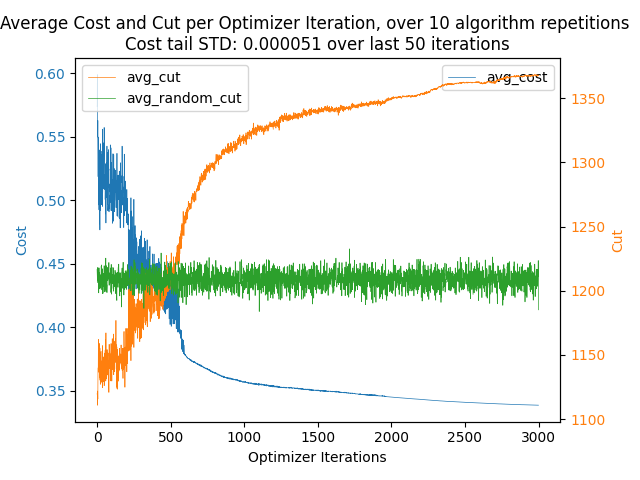 Average Cost and Cut per Optimizer Iteration, over 10 algorithm repetitions
Cost tail STD: 0.000051 over last 50 iterations
avg_cut
avg_random_cut
avg_cost
0.60
0.55
0.50
0.45
0.40
0.35
Cost
1350
1300
1250
1200
1150
1100
Cut
0
500
1000
1500
2000
2500
3000
Optimizer Iterations